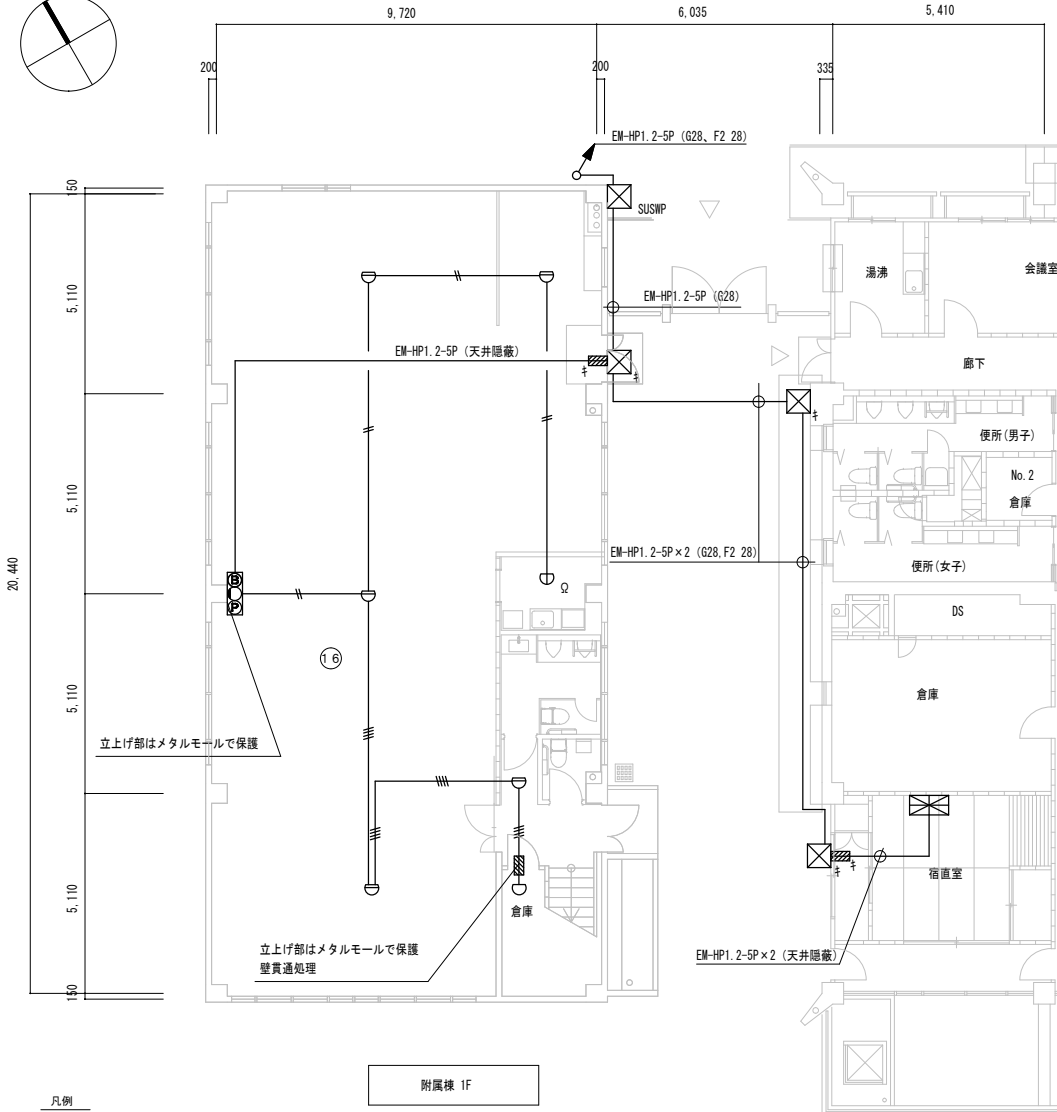 9,720
6,035
5,410
200
200
335
EM-HP1.2-5P (G28、F2 28)
150
SUSWP
湯沸
会議室
5,110
EM-HP1.2-5P (G28)
EM-HP1.2-5P (天井隠蔽)
廊下
キ
キ
キ
便所(男子)
No.2
倉庫
5,110
20,440
EM-HP1.2-5P×2 (G28,F2 28)
便所(女子)
B
P
Ω
DS
16
5,110
倉庫
立上げ部はメタルモールで保護
キ
キ
宿直室
5,110
倉庫
立上げ部はメタルモールで保護
壁貫通処理
EM-HP1.2-5P×2 (天井隠蔽)
150
附属棟 1F
凡例